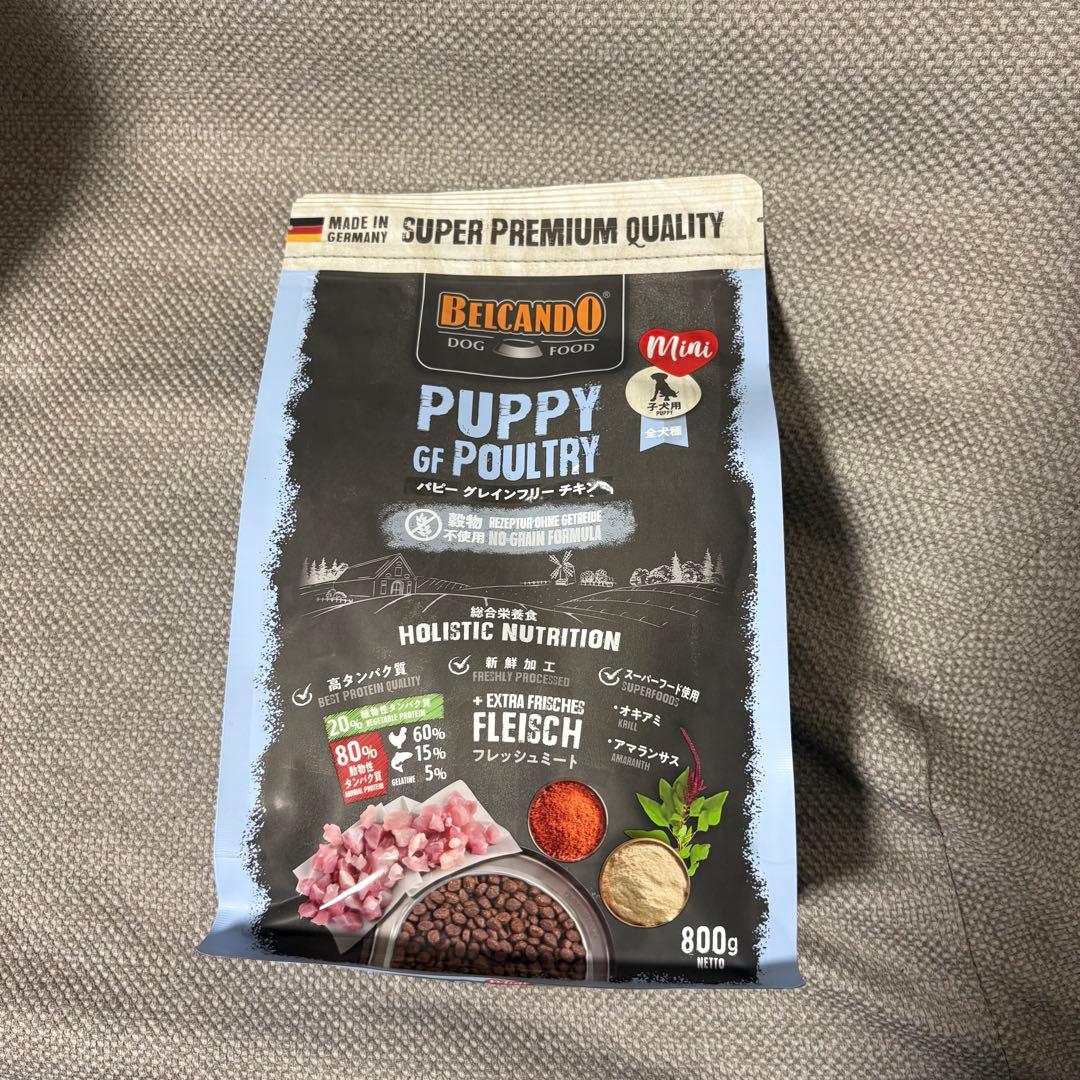 MADE IN
GERMANY
SUPER PREMIUM QUALITY
BELCANDO®
DOG FOOD
Mini
子犬用
PUPPY
全犬種
PUPPY
GF POULTRY
パピー グレインフリー チキン
穀物
不使用
REZEPTUR OHNE GETREIDE
NO GRAIN FORMULA
総合栄養食
HOLISTIC NUTRITION
高タンパク質
BEST PROTEIN QUALITY
20% 植物性タンパク質
VEGETABLE PROTEIN
80%
動物性
タンパク質
ANIMAL PROTEIN
60%
15%
GELATINE 5%
新鮮加工
FRESHLY PROCESSED
+ EXTRA FRISCHES
FLEISCH
フレッシュミート
スーパーフード使用
SUPERFOODS
・オキアミ
KRILL
・アマランサス
AMARANTH
800g
NETTO